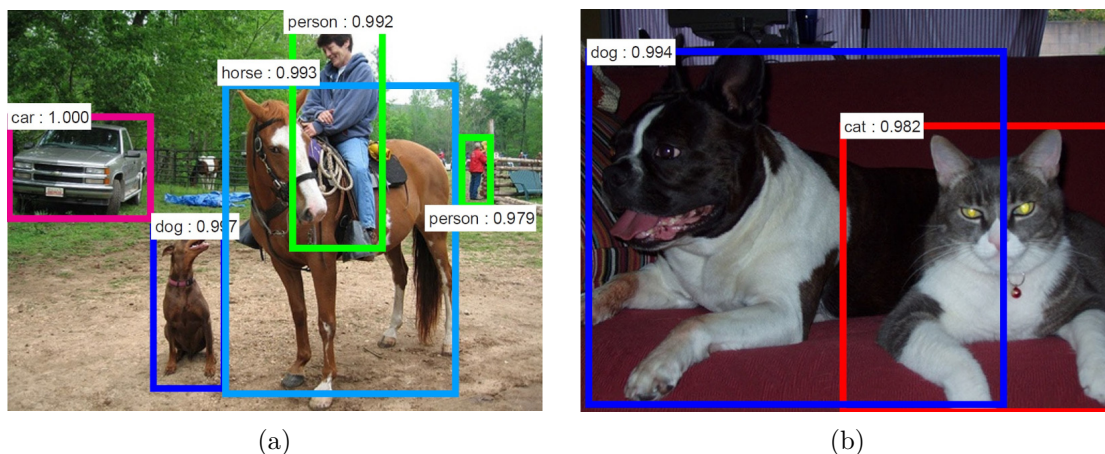 person : 0.992
horse : 0.993
car : 1.000
person : 0.979
dog : 0.997
dog : 0.994
cat : 0.982
(a)
(b)